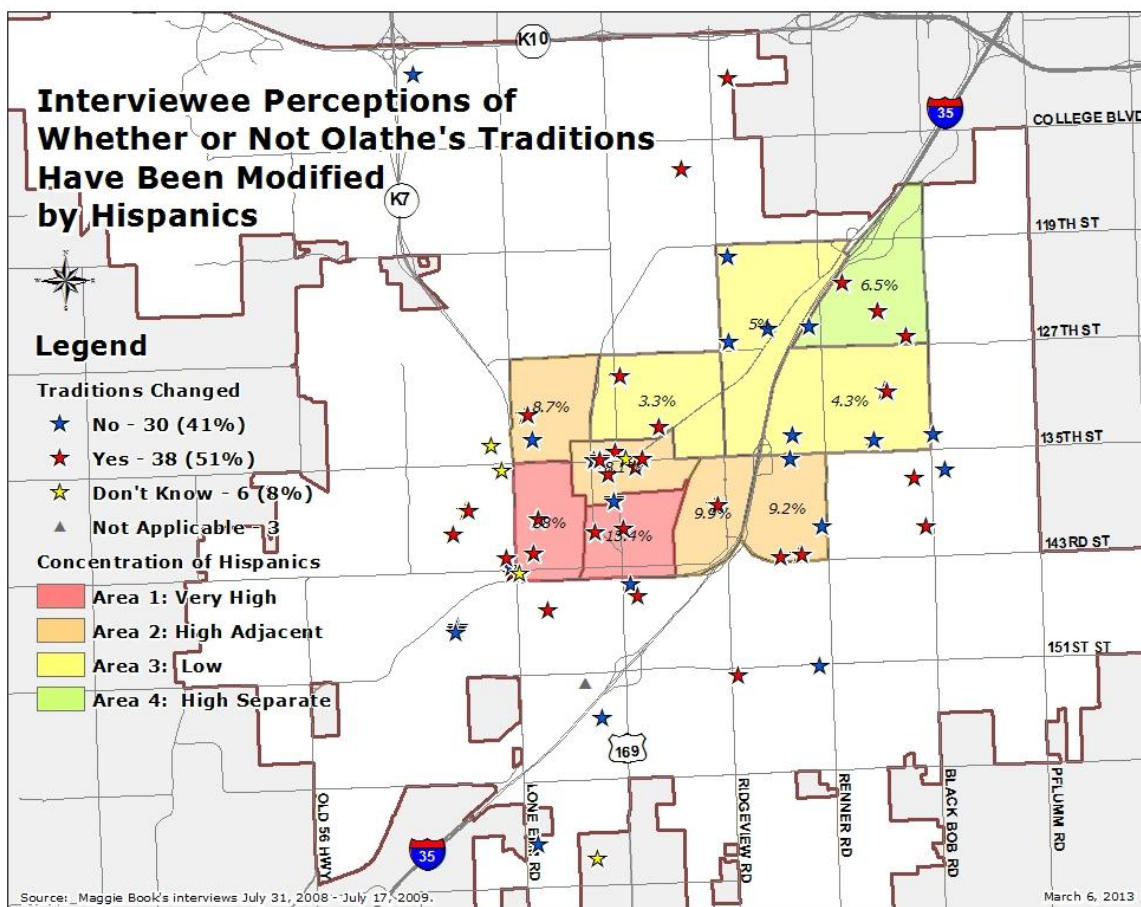 K10
Interviewee Perceptions of
Whether or Not Olathe's Traditions
Have Been Modified
by Hispanics
35
COLLEGE BLVD
K7
119TH ST
6.5%
5%
127TH ST
Legend
Traditions Changed
No - 30 (41%)
Yes - 38 (51%)
Don't Know - 6 (8%)
Not Applicable - 3
Concentration of Hispanics
Area 1: Very High
Area 2: High Adjacent
Area 3: Low
Area 4: High Separate
8.7%
3.3%
4.3%
135TH ST
9.9%
9.2%
13.4%
143RD ST
151ST ST
169
OLD 56 HWY
LONE ELM RD
RIDGEVIEW RD
RENNER RD
BLACK BOB RD
PFLUMM RD
35
Source: Maggie Book's interviews July 31, 2008 - July 17, 2009.
March 6, 2013